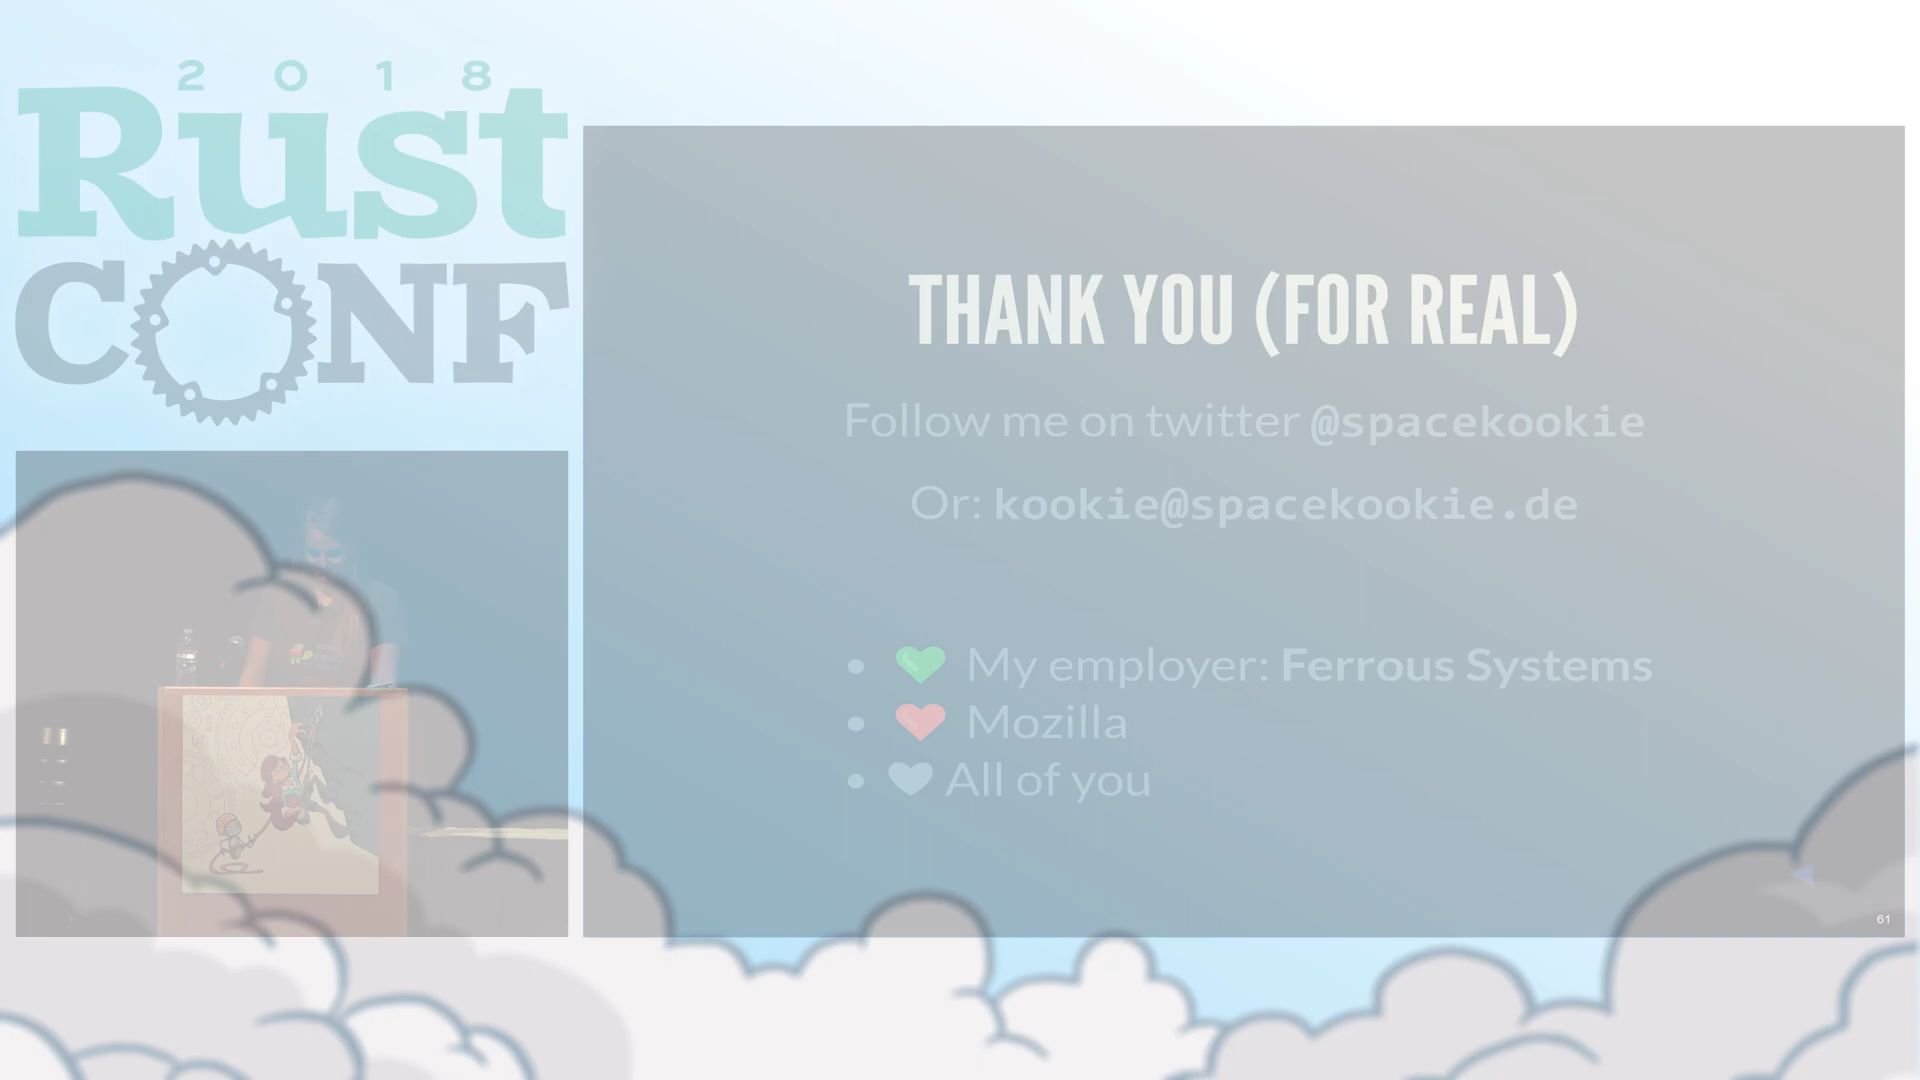 2018
Rust
CONF
THANK YOU (FOR REAL)
Follow me on twitter @spacekookie
Or: kookie@spacekookie.de
• 💚 My employer: Ferrous Systems
• ❤ Mozilla
• ♥ All of you
61